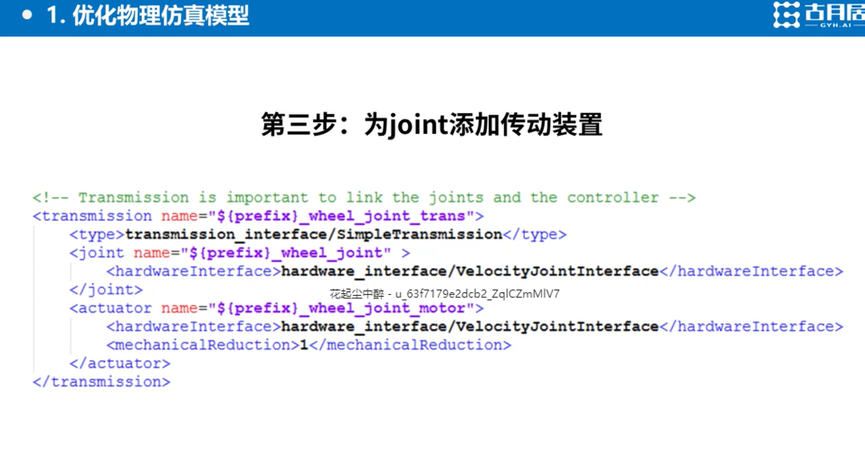 • 1. 优化物理仿真模型
古月居
GYH.AI
第三步：为joint添加传动装置
<!-- Transmission is important to link the joints and the controller -->
<transmission name="${prefix}_wheel_joint_trans">
<type>transmission_interface/SimpleTransmission</type>
<joint name="${prefix}_wheel_joint" >
<hardwareInterface>hardware_interface/VelocityJointInterface</hardwareInterface>
</joint>
花起尘中醉 - u_63f7179e2dcb2_ZqlCZmMlV7
<actuator name="${prefix}_wheel_joint_motor">
<hardwareInterface>hardware_interface/VelocityJointInterface</hardwareInterface>
<mechanicalReduction>1</mechanicalReduction>
</actuator>
</transmission>